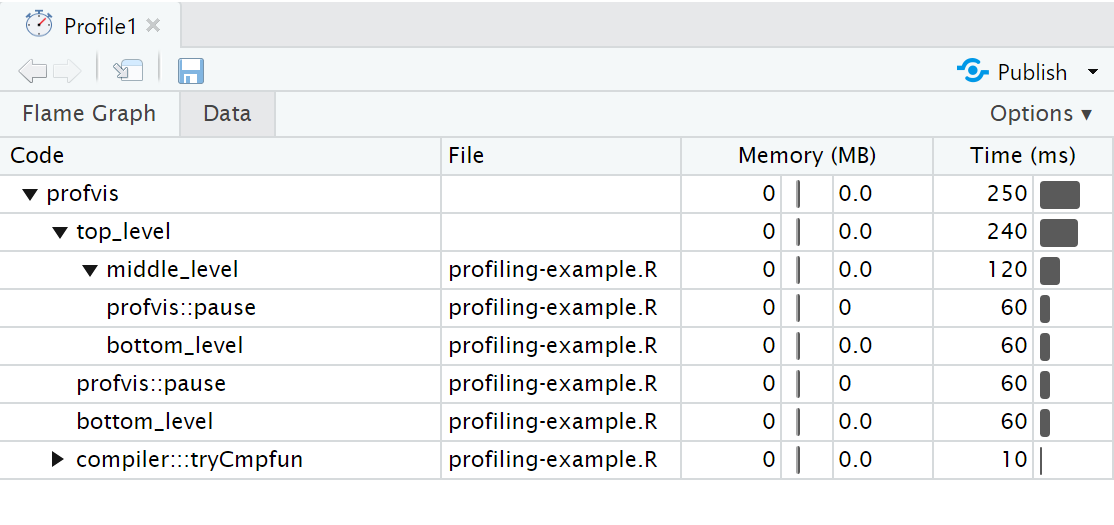 Profile1
Publish
Flame Graph Data Options ▾
Code File Memory (MB) Time (ms)
profvis 0 0.0 250
top_level 0 0.0 240
middle_level profiling-example.R 0 0.0 120
profvis::pause profiling-example.R 0 0 60
bottom_level profiling-example.R 0 0.0 60
profvis::pause profiling-example.R 0 0 60
bottom_level profiling-example.R 0 0.0 60
compiler:::tryCmpfun profiling-example.R 0 0.0 10